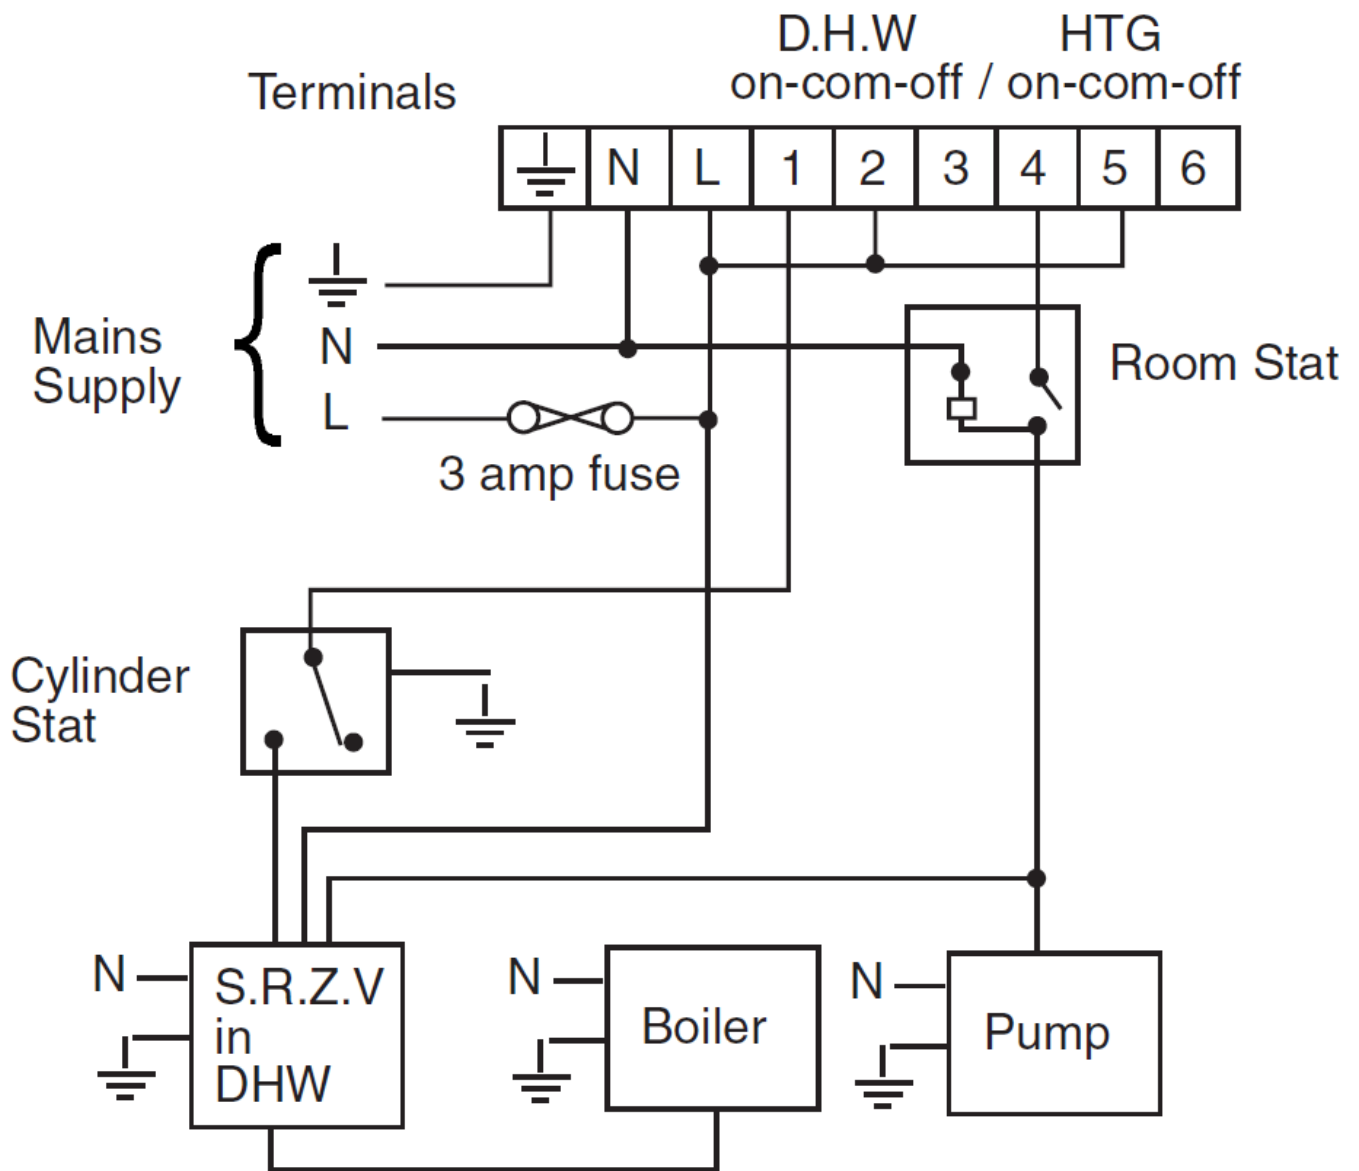 D.H.W HTG
on-com-off / on-com-off
Terminals
N L 1 2 3 4 5 6
Mains
Supply
N
L
3 amp fuse
Room Stat
Cylinder
Stat
N
S.R.Z.V
in
DHW
N
Boiler
N
Pump